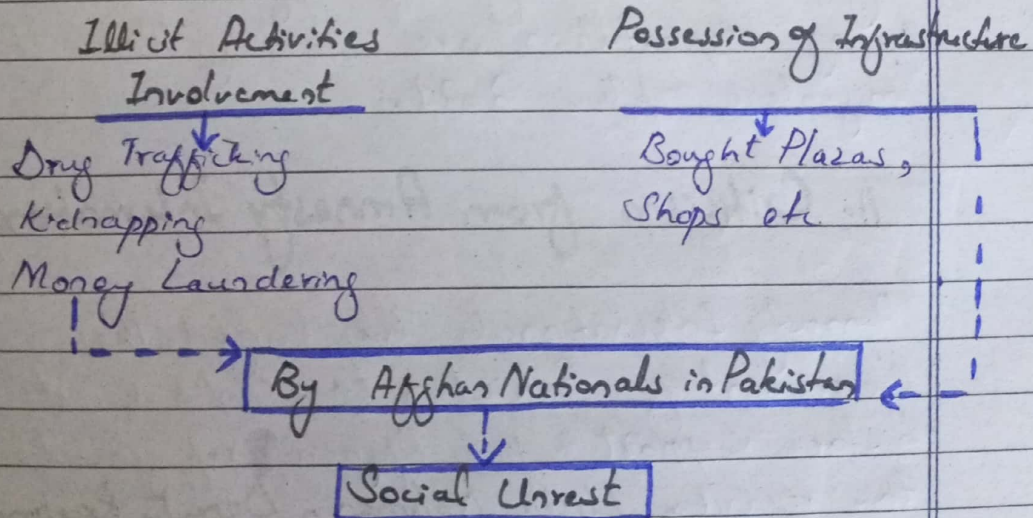 Illicit Activities
Involvement
Drug Trafficking
Kidnapping
Money Laundering
Possession of Infrastructure
Bought Plazas,
Shops etc
By Afghan Nationals in Pakistan
Social Unrest